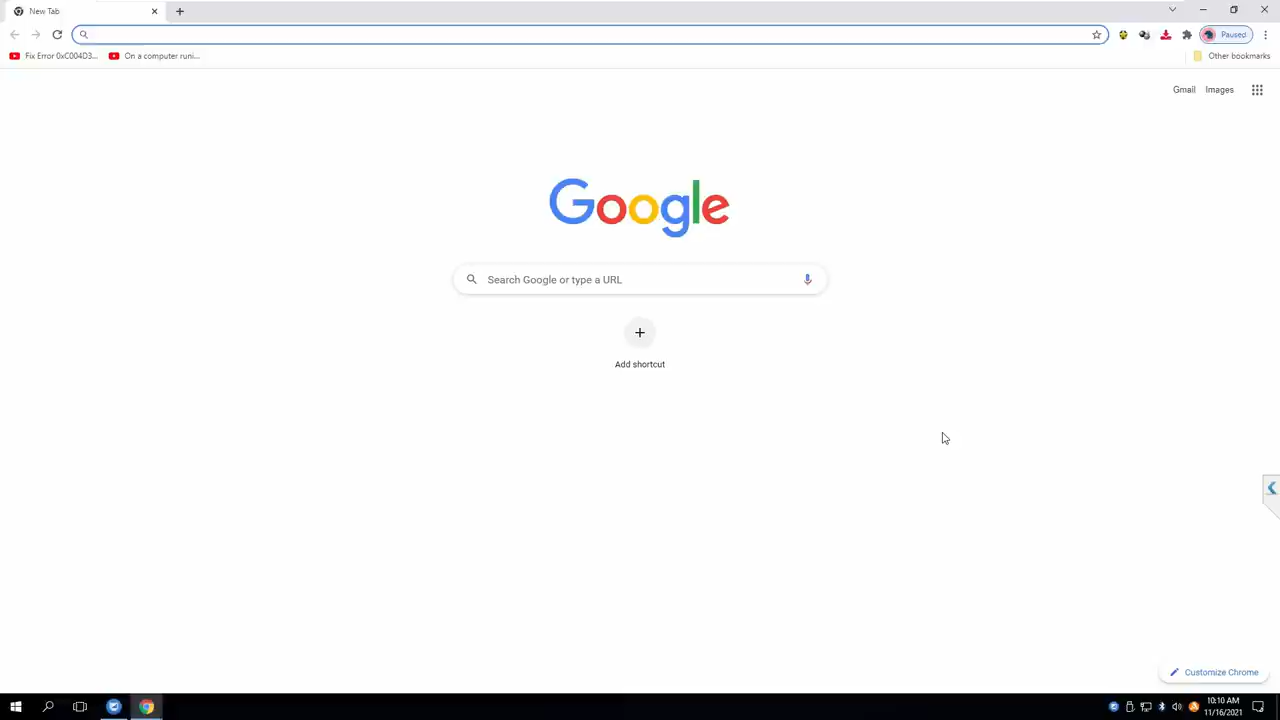 New Tab
Paused
Fix Error 0xC004D3...
On a computer runi...
Other bookmarks
Gmail
Images
Google
Search Google or type a URL
Add shortcut
Customize Chrome
10:10 AM
11/16/2021